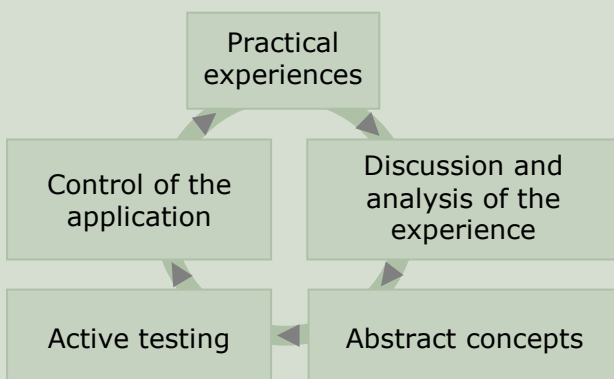 Practical
experiences
Discussion and
analysis of the
experience
Abstract concepts
Active testing
Control of the
application